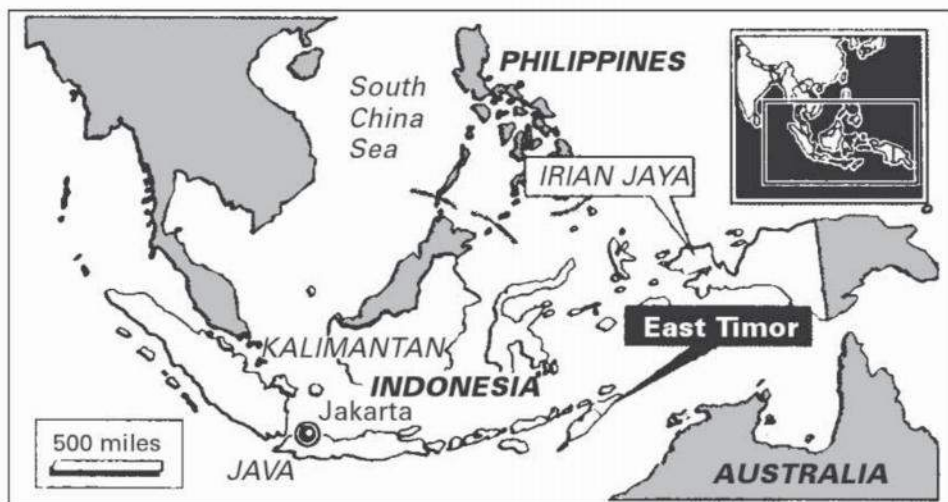 PHILIPPINES
South
China
Sea
IRIAN JAYA
East Timor
KALIMANTAN
INDONESIA
Jakarta
500 miles
JAVA
AUSTRALIA